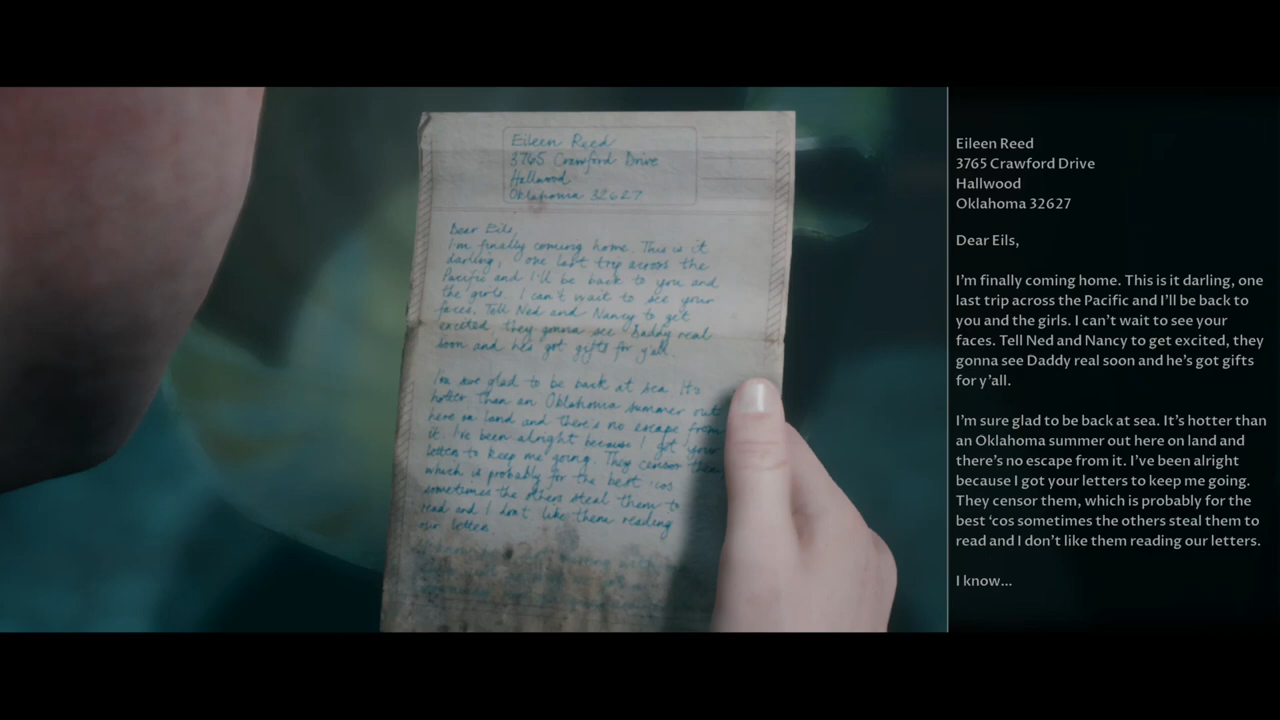 Eileen Reed
3765 Crawford Drive
Hallwood
Oklahoma 32627
Dear Eils,
I'm finally coming home. This is it
darling, one last trip across the
Pacific and I'll be back to you and
the girls. I can't wait to see your
faces. Tell Ned and Nancy to get
excited, they gonna see Daddy real
soon and he's got gifts for y'all.
I'm sure glad to be back at sea. It's
hotter than an Oklahoma summer out
here on land and there's no escape from
it. I've been alright because I got your
letters to keep me going. They censor them
which is probably for the best 'cos
sometimes the others steal them to
read and I don't like them reading
our letters.
Eileen Reed
3765 Crawford Drive
Hallwood
Oklahoma 32627
Dear Eils,
I’m finally coming home. This is it darling, one
last trip across the Pacific and I’ll be back to
you and the girls. I can’t wait to see your
faces. Tell Ned and Nancy to get excited, they
gonna see Daddy real soon and he’s got gifts
for y’all.
I’m sure glad to be back at sea. It’s hotter than
an Oklahoma summer out here on land and
there’s no escape from it. I’ve been alright
because I got your letters to keep me going.
They censor them, which is probably for the
best ‘cos sometimes the others steal them to
read and I don’t like them reading our letters.
I know...